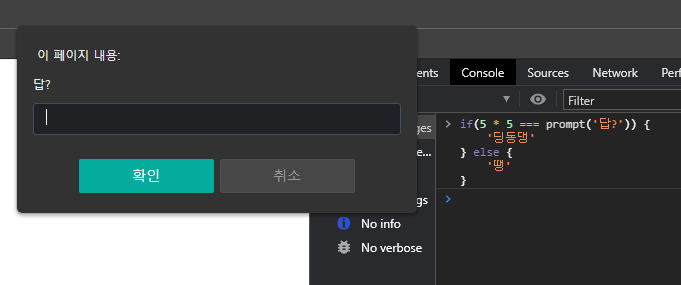 이 페이지 내용:
답?
확인
취소
ents
Console
Sources
Network
Perf
Filter
ges
e...
gs
No info
No verbose
if(5 * 5 === prompt('답?')) {
'딩동댕'
} else {
'땡'
}